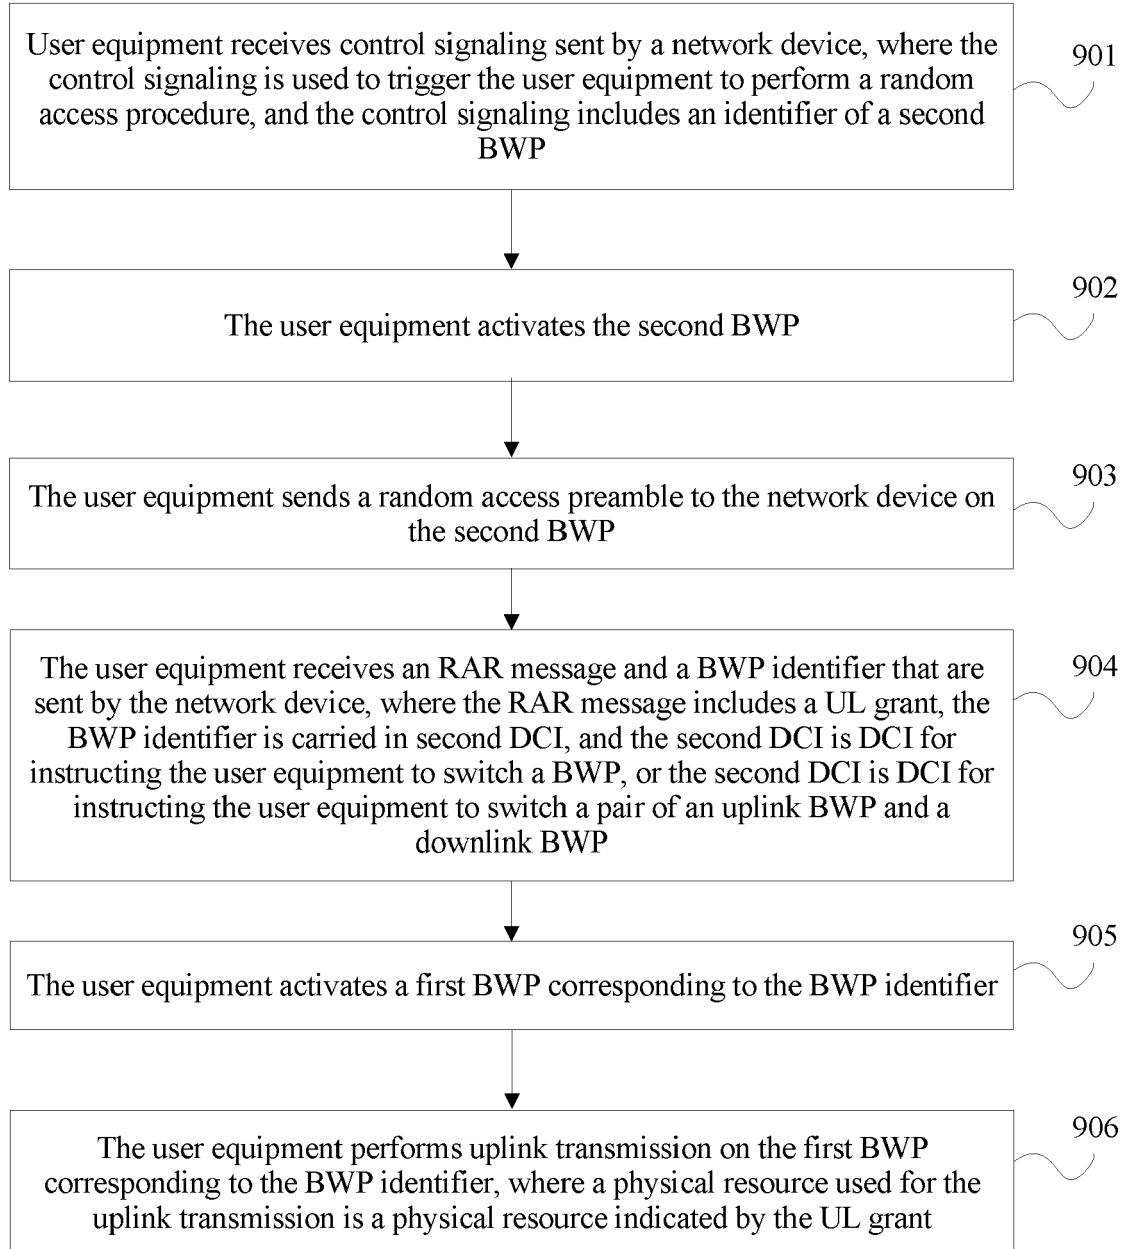 User equipment receives control signaling sent by a network device, where the
control signaling is used to trigger the user equipment to perform a random
access procedure, and the control signaling includes an identifier of a second
BWP
901
The user equipment activates the second BWP
902
The user equipment sends a random access preamble to the network device on
the second BWP
903
The user equipment receives an RAR message and a BWP identifier that are
sent by the network device, where the RAR message includes a UL grant, the
BWP identifier is carried in second DCI, and the second DCI is DCI for
instructing the user equipment to switch a BWP, or the second DCI is DCI for
instructing the user equipment to switch a pair of an uplink BWP and a
downlink BWP
904
The user equipment activates a first BWP corresponding to the BWP identifier
905
The user equipment performs uplink transmission on the first BWP
corresponding to the BWP identifier, where a physical resource used for the
uplink transmission is a physical resource indicated by the UL grant
906